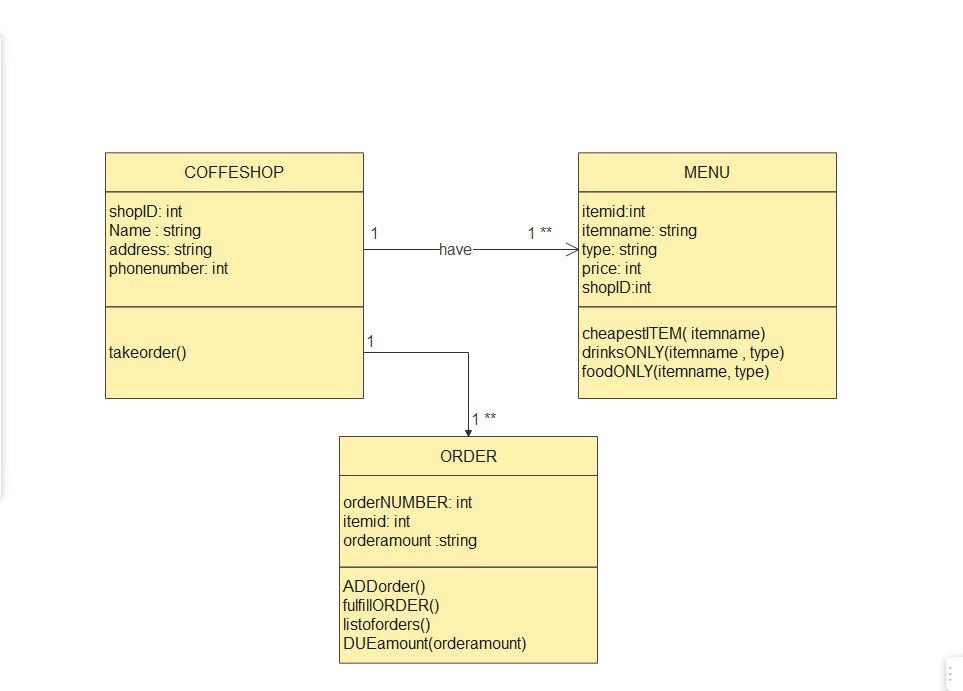 COFFESHOP
shopID: int
Name : string
address: string
phonenumber: int
takeorder()
1
have
1 **
MENU
itemid:int
itemname: string
type: string
price: int
shopID:int
cheapestITEM( itemname)
drinksONLY(itemname , type)
foodONLY(itemname, type)
1
1 **
ORDER
orderNUMBER: int
itemid: int
orderamount :string
ADDorder()
fulfillORDER()
listoforders()
DUEamount(orderamount)